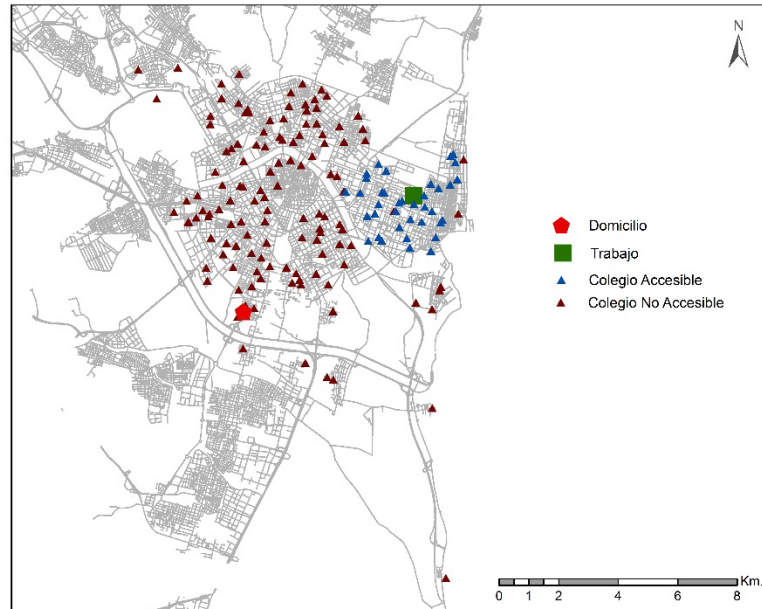 N
Domicilio
Trabajo
Colegio Accesible
Colegio No Accesible
Km.
0 1 2 4 6 8